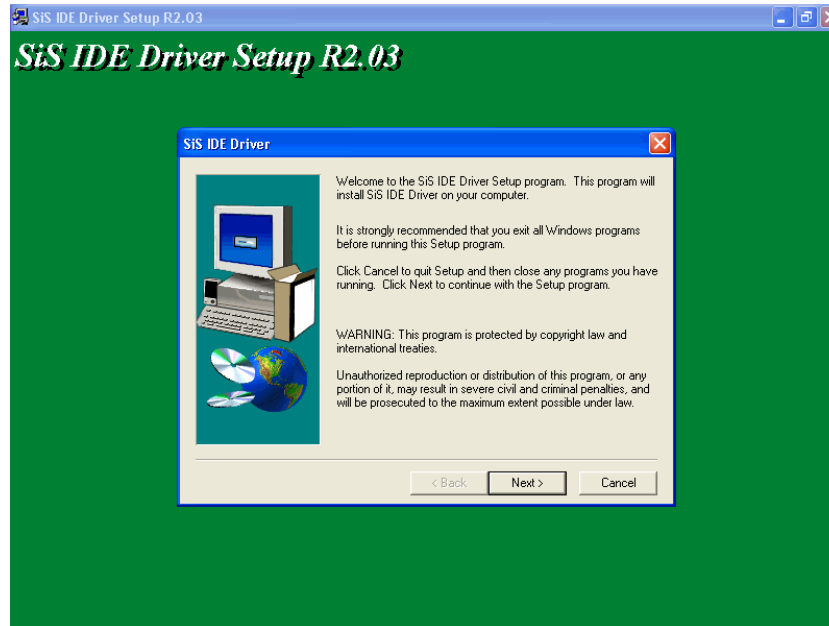 SiS IDE Driver Setup R2.03
SiS IDE Driver Setup R2.03
SiS IDE Driver
Welcome to the SiS IDE Driver Setup program. This program will
install SiS IDE Driver on your computer.
It is strongly recommended that you exit all Windows programs
before running this Setup program.
Click Cancel to quit Setup and then close any programs you have
running. Click Next to continue with the Setup program.
WARNING: This program is protected by copyright law and
international treaties.
Unauthorized reproduction or distribution of this program, or any
portion of it, may result in severe civil and criminal penalties, and
will be prosecuted to the maximum extent possible under law.
< Back Next > Cancel